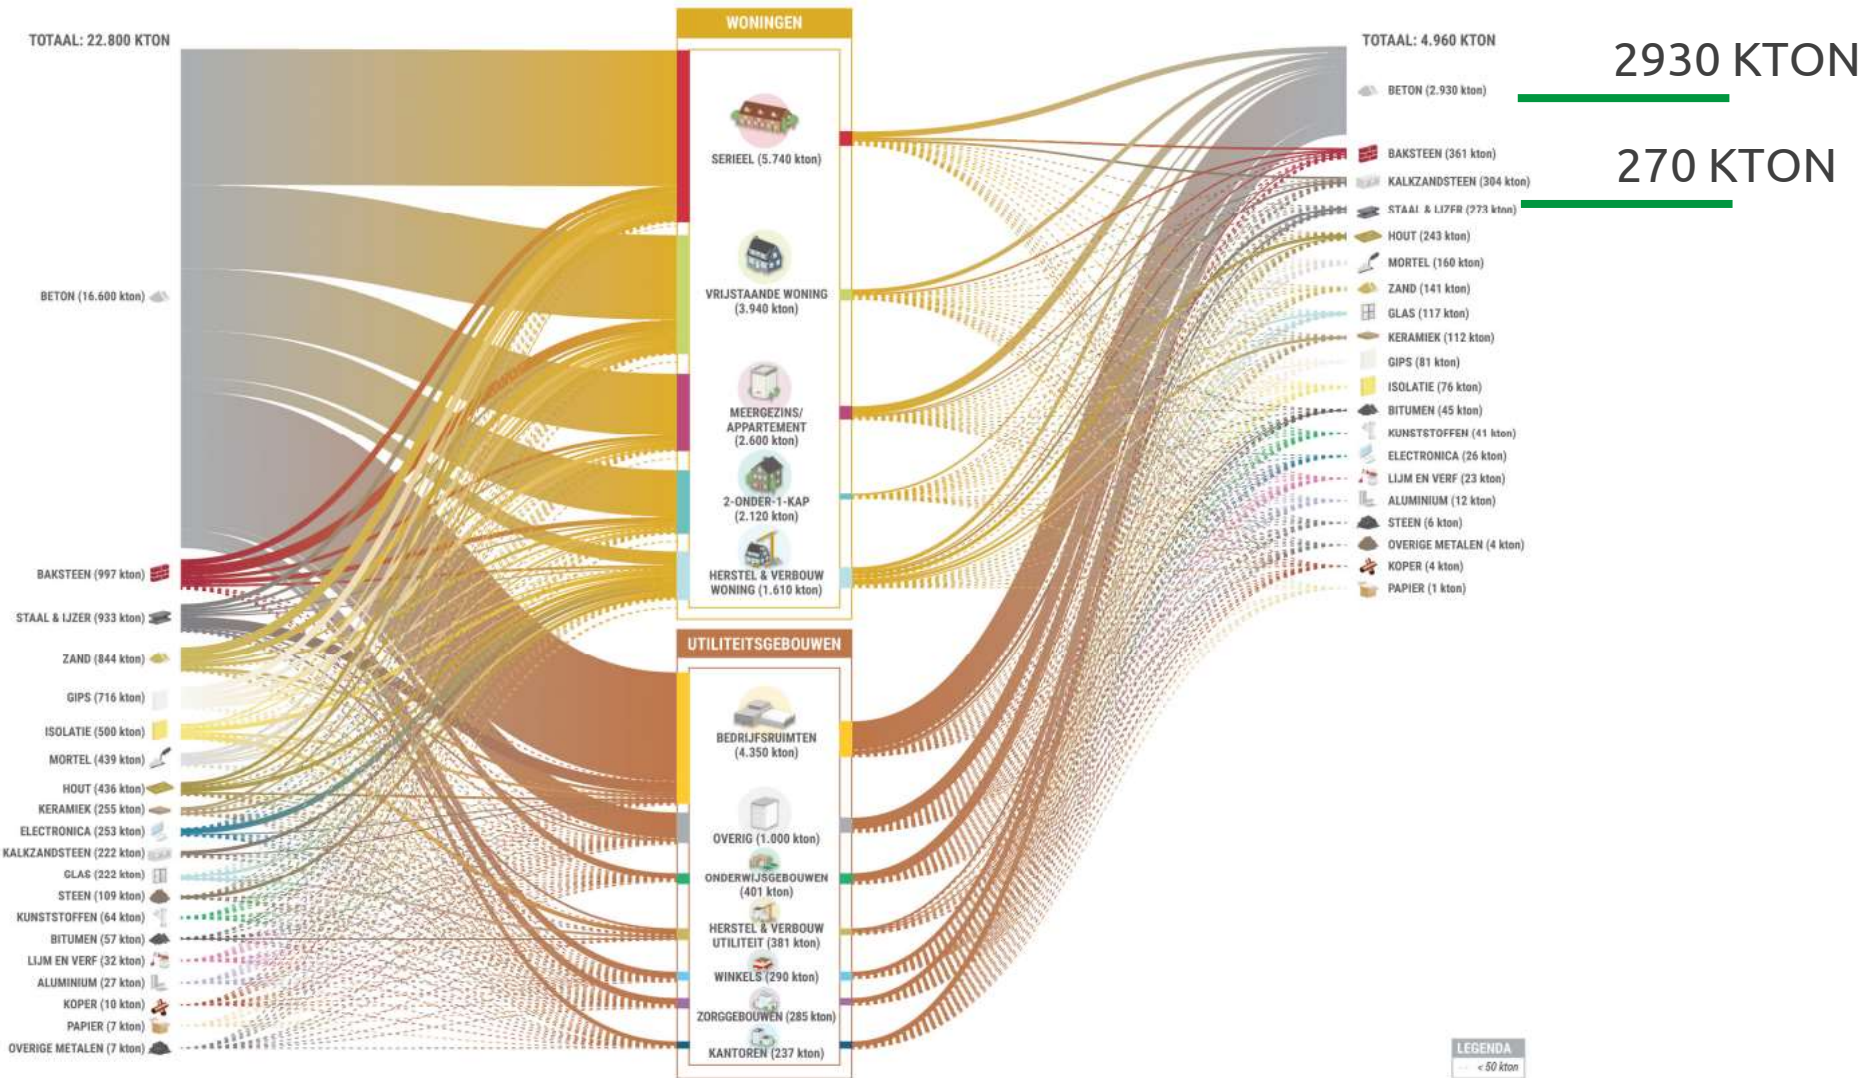 TOTAAL: 22.800 KTON
BETON (16.600 kton)
BAKSTEEN (997 kton)
STAAL & IJZER (933 kton)
ZAND (844 kton)
GIPS (716 kton)
ISOLATIE (500 kton)
MORTEL (439 kton)
HOUT (436 kton)
KERAMIEK (255 kton)
ELECTRONICA (253 kton)
KALKZANDSTEEN (222 kton)
GLAS (222 kton)
STEEN (109 kton)
KUNSTSTOFFEN (64 kton)
BITUMEN (57 kton)
LIJM EN VERF (32 kton)
ALUMINIUM (27 kton)
KOPER (10 kton)
PAPIER (7 kton)
OVERIGE METALEN (7 kton)
WONINGEN
SERIEEL (5.740 kton)
VRIJSTAANDE WONING
(3.940 kton)
MEERGEZINS/
APPARTEMENT
(2.600 kton)
2-ONDER-1-KAP
(2.120 kton)
HERSTEL & VERBOUW
WONING (1.610 kton)
UTILITEITSGEBOUWEN
BEDRIJFSRUIMTEN
(4.350 kton)
OVERIG (1.000 kton)
ONDERWIJSGEBOUWEN
(401 kton)
HERSTEL & VERBOUW
UTILITEIT (381 kton)
WINKELS (290 kton)
ZORGGEBOUWEN (285 kton)
KANTOREN (237 kton)
TOTAAL: 4.960 KTON
BETON (2.930 kton)
BAKSTEEN (361 kton)
KALKZANDSTEEN (304 kton)
STAAL & IJZER (273 kton)
HOUT (243 kton)
MORTEL (160 kton)
ZAND (141 kton)
GLAS (117 kton)
KERAMIEK (112 kton)
GIPS (81 kton)
ISOLATIE (76 kton)
BITUMEN (45 kton)
KUNSTSTOFFEN (41 kton)
ELECTRONICA (26 kton)
LIJM EN VERF (23 kton)
ALUMINIUM (12 kton)
STEEN (6 kton)
OVERIGE METALEN (4 kton)
KOPER (4 kton)
PAPIER (1 kton)
2930 KTON
270 KTON
LEGENDA
< 50 kton